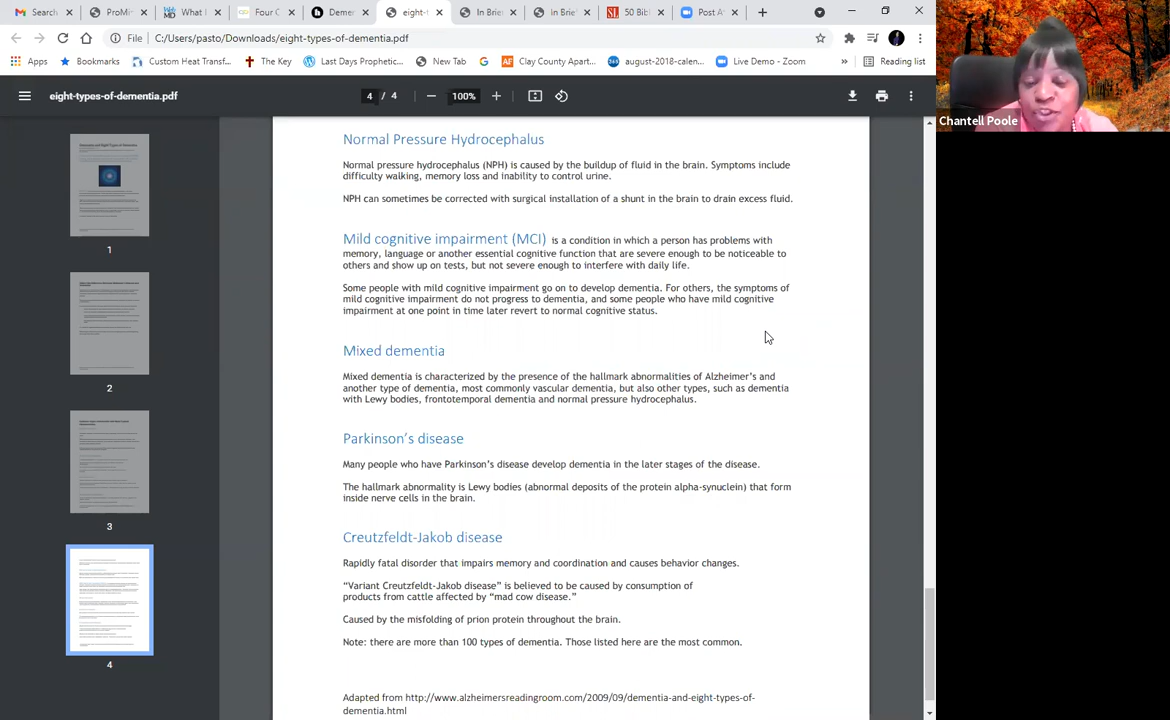 Search
ProMi
What I
Four C
Demer
eight-t
In Brie
In Brie
50 Bibl
Post A
File
C:/Users/pasto/Downloads/eight-types-of-dementia.pdf
Apps
Bookmarks
Custom Heat Transf...
The Key
Last Days Prophetic...
New Tab
Clay County Apart...
august-2018-calen...
Live Demo - Zoom
Reading list
eight-types-of-dementia.pdf
4 / 4
100%
Chantell Poole
1
2
3
4
Normal Pressure Hydrocephalus
Normal pressure hydrocephalus (NPH) is caused by the buildup of fluid in the brain. Symptoms include
difficulty walking, memory loss and inability to control urine.
NPH can sometimes be corrected with surgical installation of a shunt in the brain to drain excess fluid.
Mild cognitive impairment (MCI) is a condition in which a person has problems with
memory, language or another essential cognitive function that are severe enough to be noticeable to
others and show up on tests, but not severe enough to interfere with daily life.
Some people with mild cognitive impairment go on to develop dementia. For others, the symptoms of
mild cognitive impairment do not progress to dementia, and some people who have mild cognitive
impairment at one point in time later revert to normal cognitive status.
Mixed dementia
Mixed dementia is characterized by the presence of the hallmark abnormalities of Alzheimer's and
another type of dementia, most commonly vascular dementia, but also other types, such as dementia
with Lewy bodies, frontotemporal dementia and normal pressure hydrocephalus.
Parkinson's disease
Many people who have Parkinson's disease develop dementia in the later stages of the disease.
The hallmark abnormality is Lewy bodies (abnormal deposits of the protein alpha-synuclein) that form
inside nerve cells in the brain.
Creutzfeldt-Jakob disease
Rapidly fatal disorder that impairs memory and coordination and causes behavior changes.
"Variant Creutzfeldt-Jakob disease" is believed to be caused by consumption of
products from cattle affected by "mad cow disease."
Caused by the misfolding of prion protein throughout the brain.
Note: there are more than 100 types of dementia. Those listed here are the most common.
Adapted from http://www.alzheimersreadingroom.com/2009/09/dementia-and-eight-types-of-
dementia.html